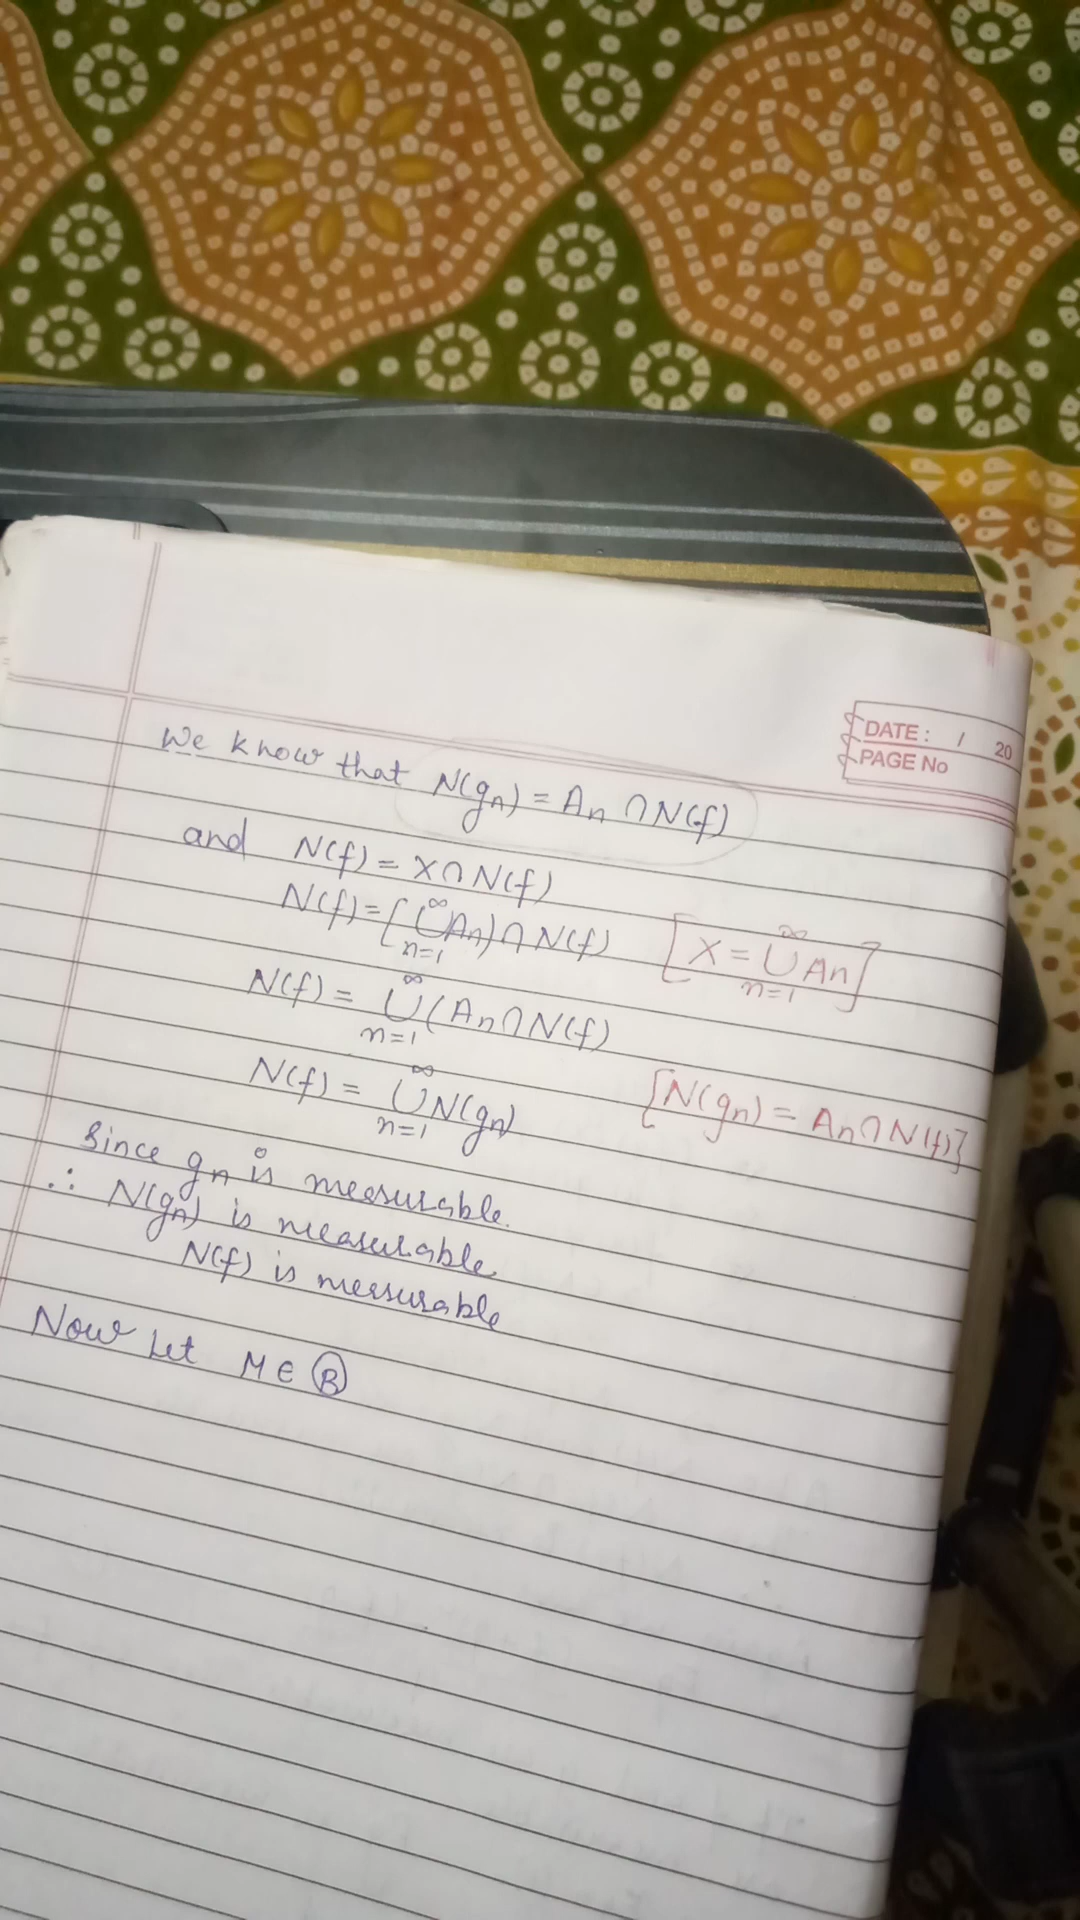 DATE: / 20
PAGE No
We know that N(gn) = An ∩ N(f)
and N(f) = X ∩ N(f)
N(f) = [∞ ∪ n=1 An) ∩ N(f) [X = ∞ ∪ n=1 An]
N(f) = ∞ ∪ n=1 (An ∩ N(f)
N(f) = ∞ ∪ n=1 N(gn) [N(gn) = An ∩ N(f)]
Since gn is measurable.
∴ N(gn) is measurable
N(f) is measurable
Now Let M ∈ B